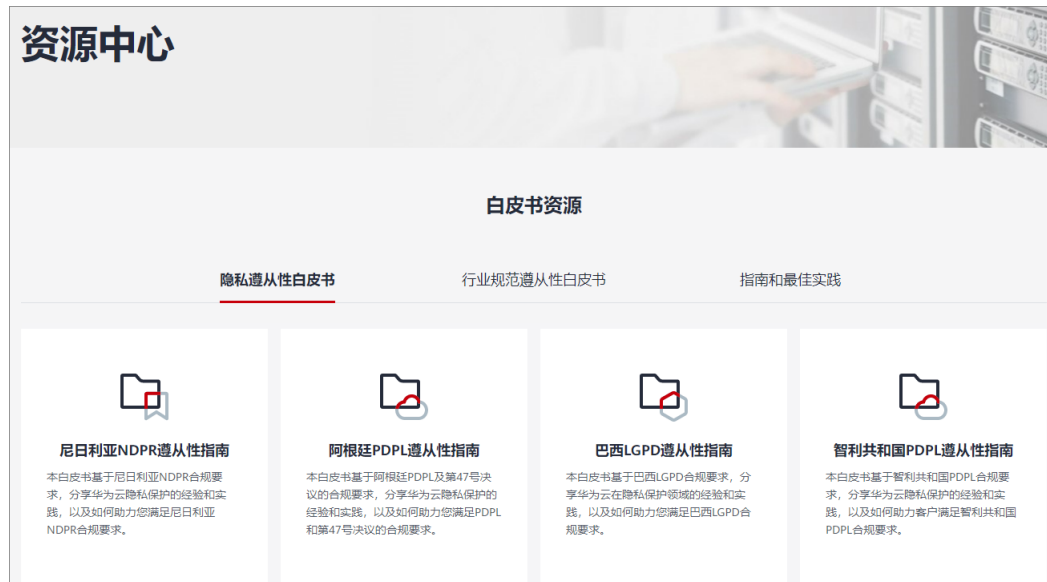 资源中心
白皮书资源
隐私遵从性白皮书
行业规范遵从性白皮书
指南和最佳实践
尼日利亚NDPR遵从性指南
本白皮书基于尼日利亚NDPR合规要
求，分享华为云隐私保护的经验和实
践，以及如何助力您满足尼日利亚
NDPR合规要求。
阿根廷PDPL遵从性指南
本白皮书基于阿根廷PDPL及第47号决
议的合规要求，分享华为云隐私保护的
经验和实践，以及如何助力您满足PDPL
和第47号决议的合规要求。
巴西LGPD遵从性指南
本白皮书基于巴西LGPD合规要求，分
享华为云在隐私保护领域的经验和实
践，以及如何助力您满足巴西LGPD合
规要求。
智利共和国PDPL遵从性指南
本白皮书基于智利共和国PDPL合规要
求，分享华为云隐私保护的经验和实
践，以及如何助力客户满足智利共和国
PDPL合规要求。